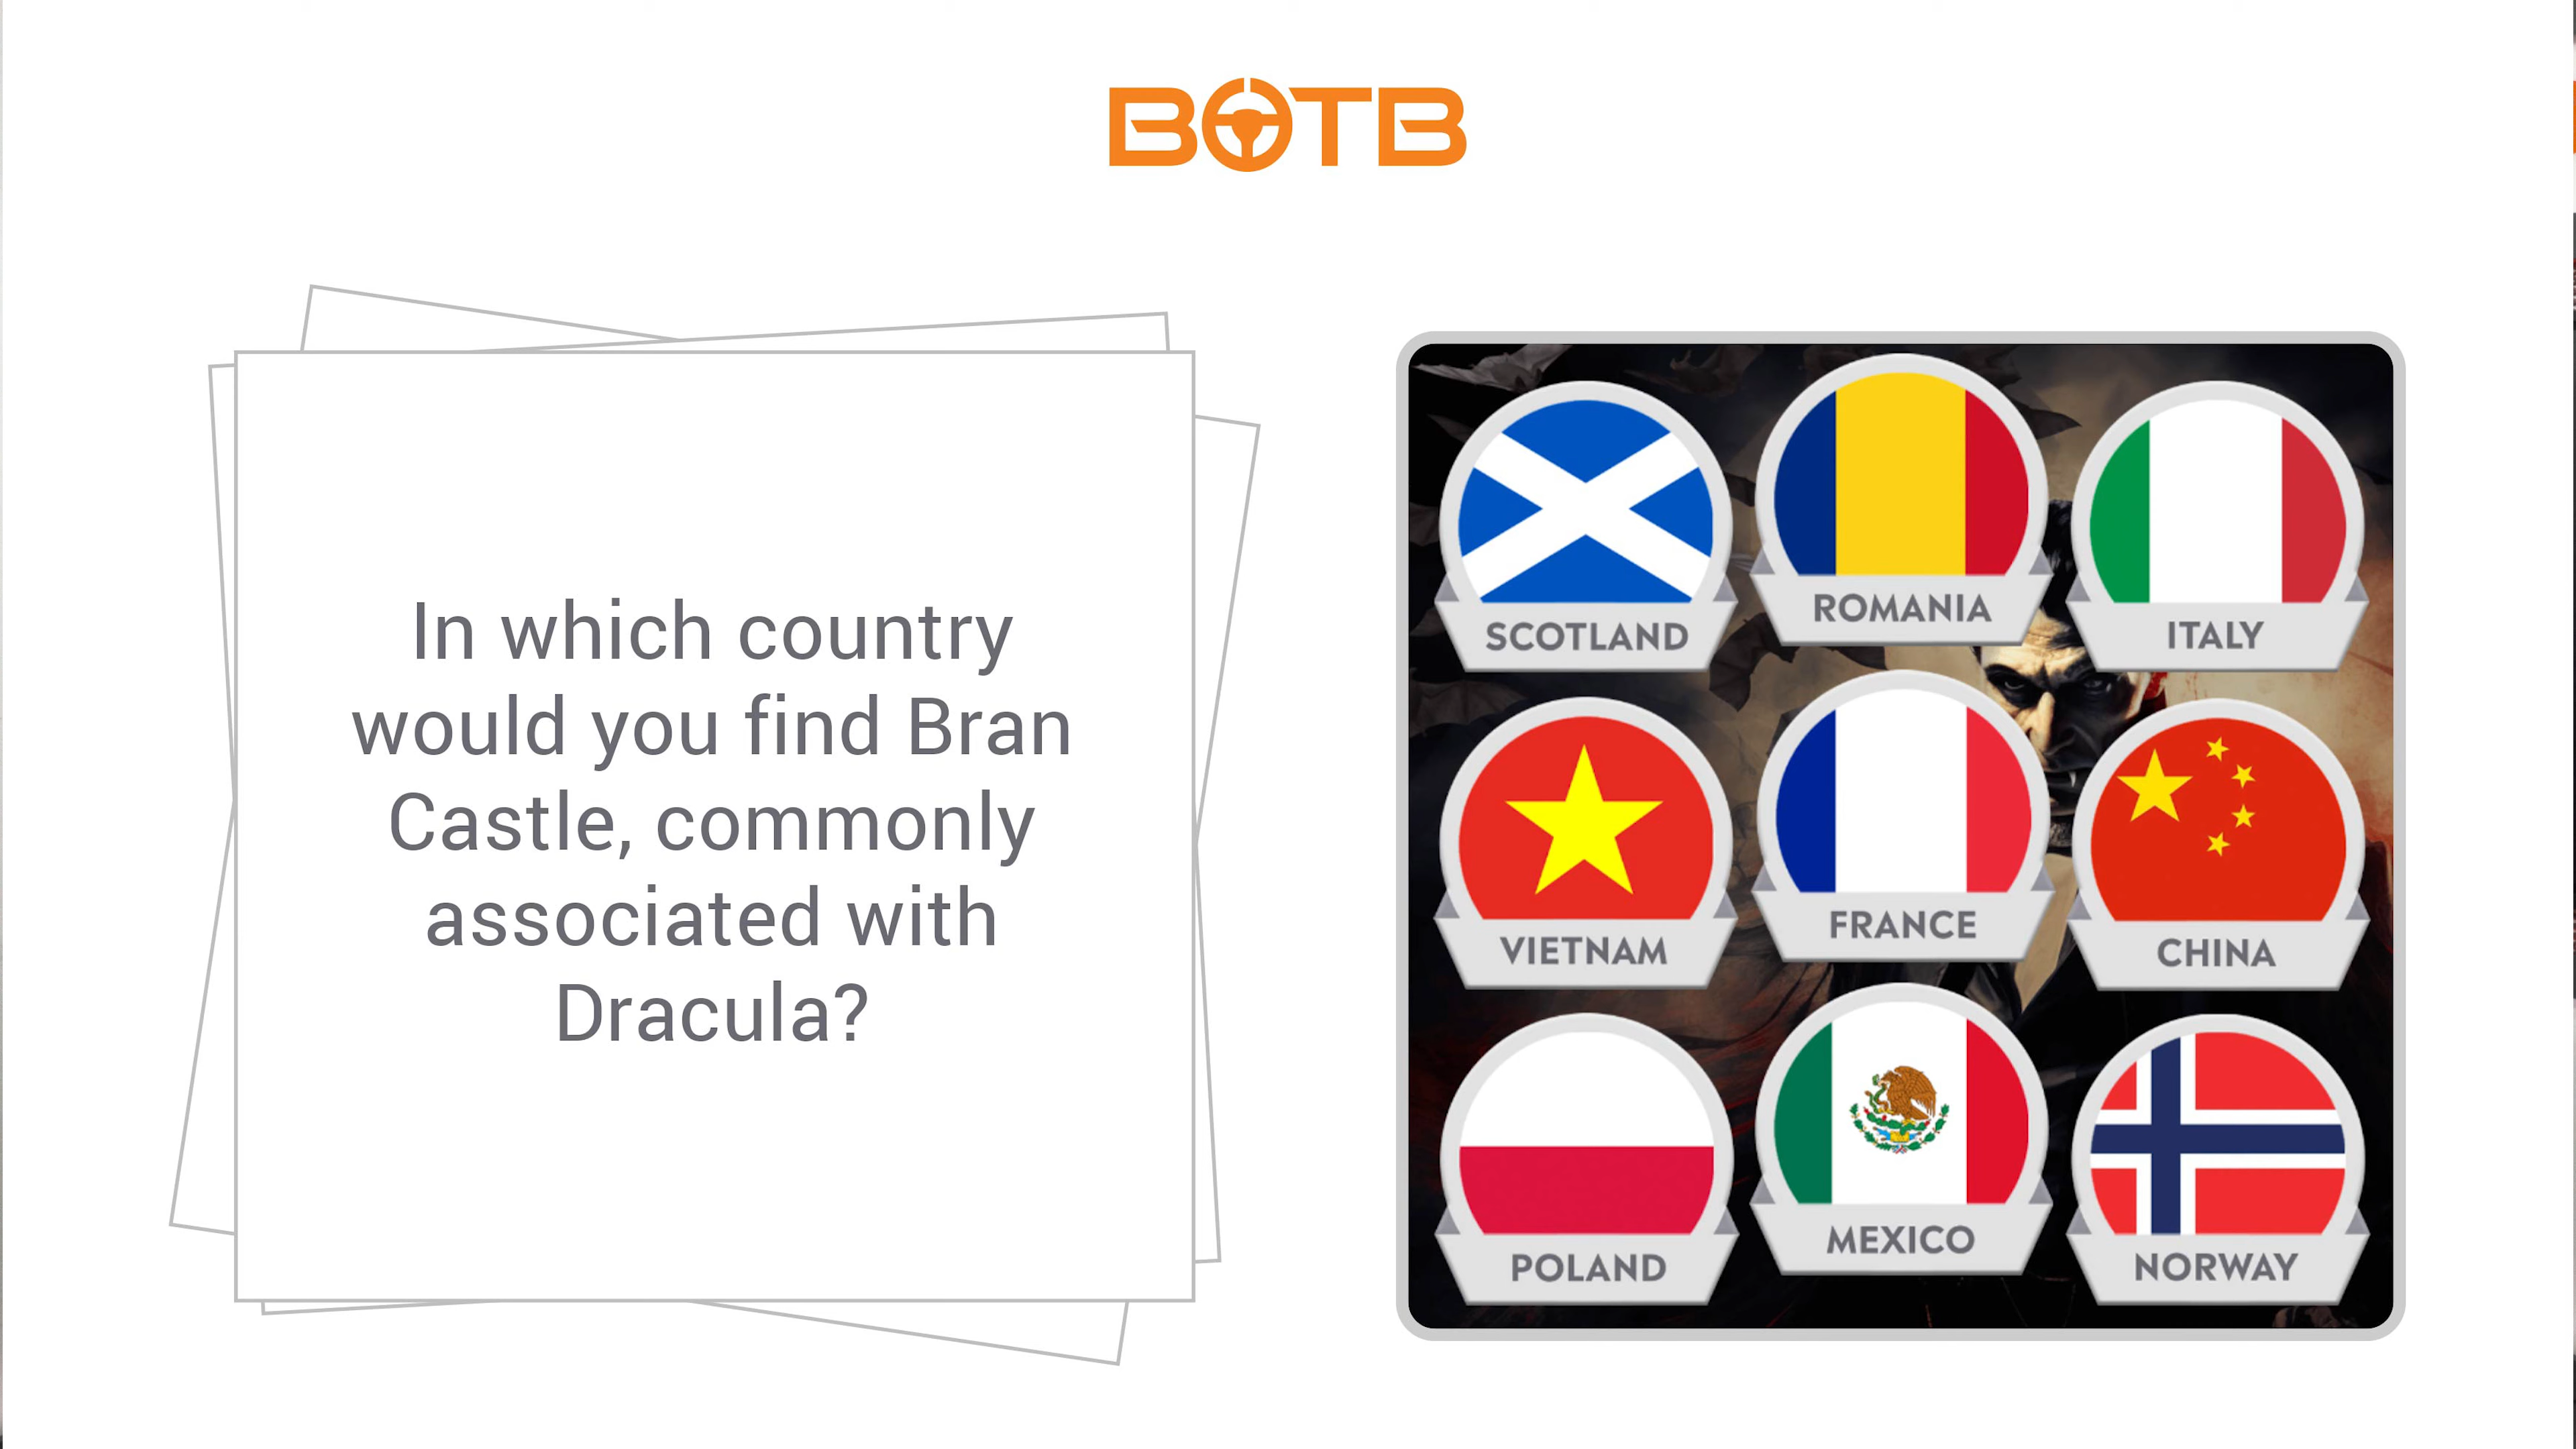 BOTB
In which country
would you find Bran
Castle, commonly
associated with
Dracula?
SCOTLAND
ROMANIA
ITALY
VIETNAM
FRANCE
CHINA
POLAND
MEXICO
NORWAY